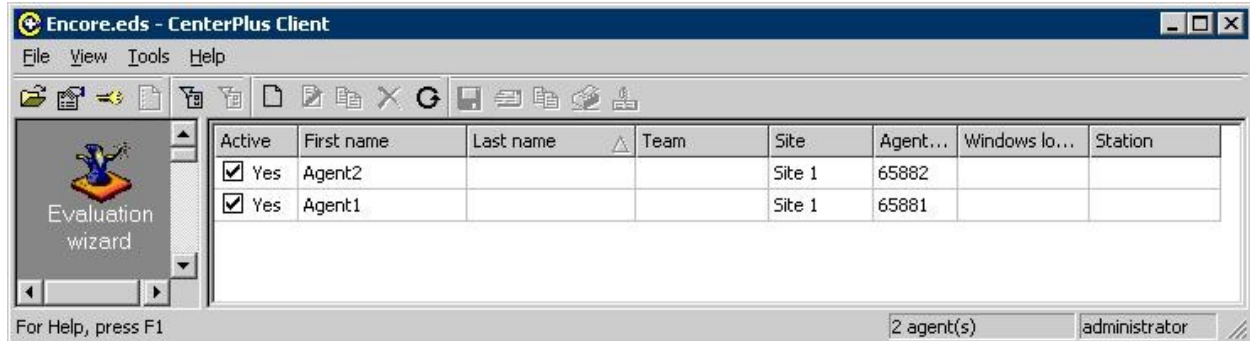 Encore.eds - CenterPlus Client
File View Tools Help
Active First name Last name Team Site Agent... Windows lo... Station
Yes Agent2 Site 1 65882
Yes Agent1 Site 1 65881
Evaluation
wizard
For Help, press F1 2 agent(s) administrator